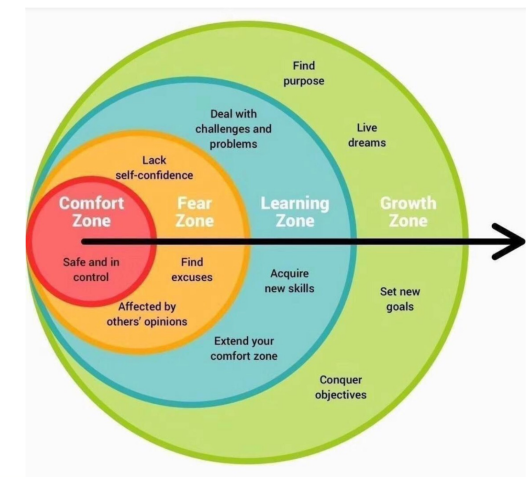 Find
purpose
Deal with
challenges and
problems
Live
dreams
Lack
self-confidence
Comfort
Zone
Fear
Zone
Learning
Zone
Growth
Zone
Safe and in
control
Find
excuses
Acquire
new skills
Set new
goals
Affected by
others' opinions
Extend your
comfort zone
Conquer
objectives